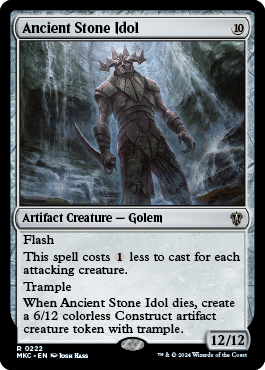 Ancient Stone Idol 10
Artifact Creature — Golem
Flash
This spell costs 1 less to cast for each
attacking creature.
Trample
When Ancient Stone Idol dies, create
a 6/12 colorless Construct artifact
creature token with trample.
12/12
R 0222
MKC • EN Josh Hass
™ & © 2024 Wizards of the Coast